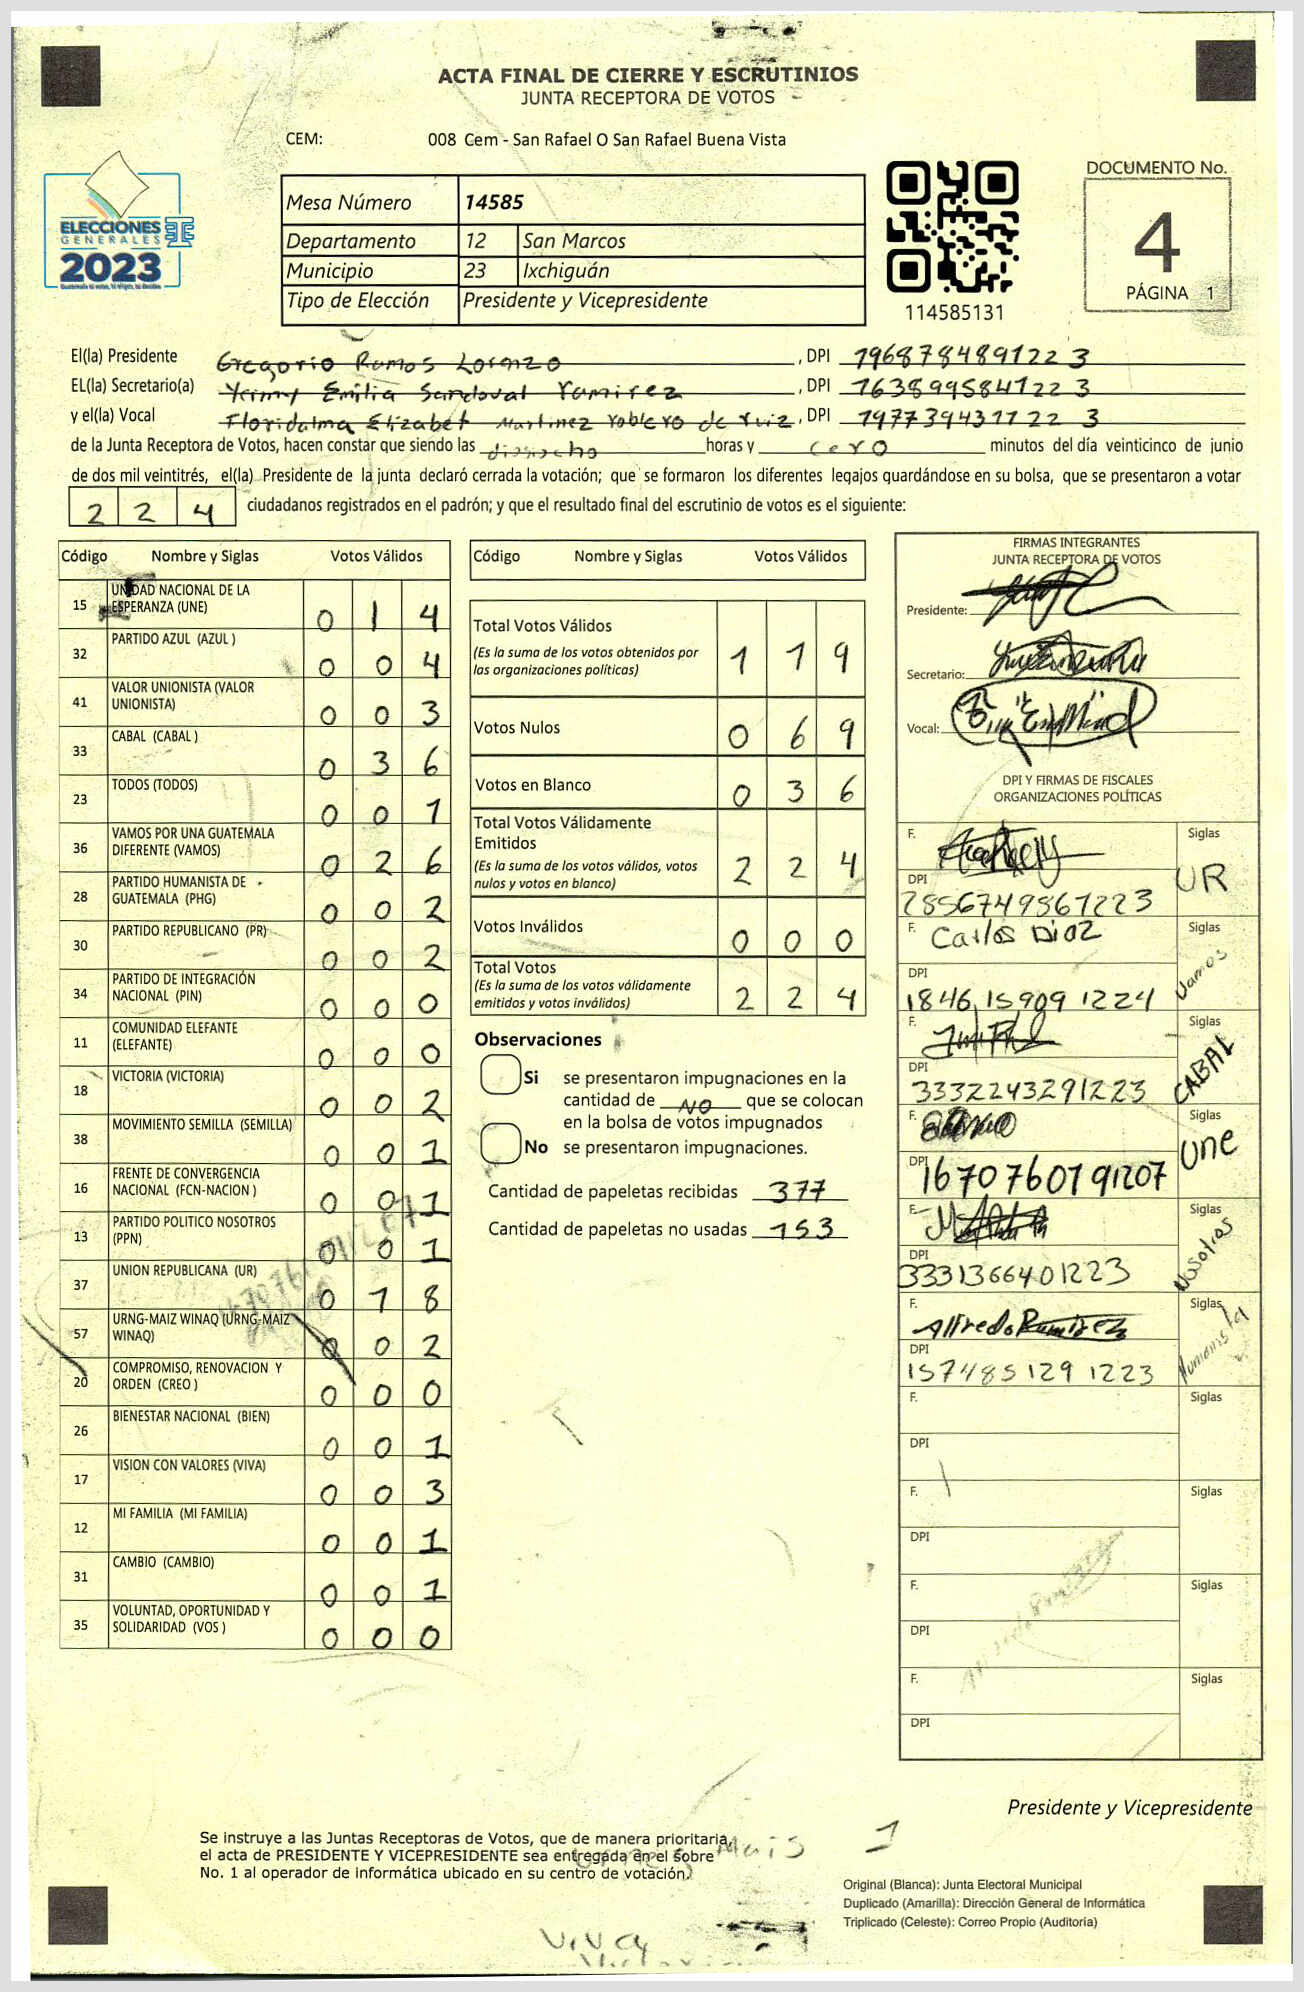 ACTA FINAL DE CIERRE Y ESCRUTINIOS
JUNTA RECEPTORA DE VOTOS
CEM: 008 Cem - San Rafael O San Rafael Buena Vista
ELECCIONES
GENERALES
2023
Mesa Número 14585
Departamento 12 San Marcos
Municipio 23 Ixchiguán
Tipo de Elección Presidente y Vicepresidente
114585131
DOCUMENTO No.
4
PÁGINA 1
El(la) Presidente Gregorio Ramos Lorenzo, DPI 1968784891223
EL(la) Secretario(a) Yenny Emilia Sandoval Ramirez, DPI 1638995841223
y el(la) Vocal Floridalma Elizabet Martinez Roblero de Ruiz, DPI 1977394311223
de la Junta Receptora de Votos, hacen constar que siendo las diesiocho horas y cero minutos del día veinticinco de junio
de dos mil veintitrés, el(la) Presidente de la junta declaró cerrada la votación; que se formaron los diferentes legajos guardándose en su bolsa, que se presentaron a votar
2 2 4 ciudadanos registrados en el padrón; y que el resultado final del escrutinio de votos es el siguiente:
Código Nombre y Siglas Votos Válidos
15 UNIDAD NACIONAL DE LA ESPERANZA (UNE) 0 1 4
32 PARTIDO AZUL (AZUL ) 0 0 4
41 VALOR UNIONISTA (VALOR UNIONISTA) 0 0 3
33 CABAL (CABAL ) 0 3 6
23 TODOS (TODOS) 0 0 1
36 VAMOS POR UNA GUATEMALA DIFERENTE (VAMOS) 0 2 6
28 PARTIDO HUMANISTA DE GUATEMALA (PHG) 0 0 2
30 PARTIDO REPUBLICANO (PR) 0 0 2
34 PARTIDO DE INTEGRACIÓN NACIONAL (PIN) 0 0 0
11 COMUNIDAD ELEFANTE (ELEFANTE) 0 0 0
18 VICTORIA (VICTORIA) 0 0 2
38 MOVIMIENTO SEMILLA (SEMILLA) 0 0 1
16 FRENTE DE CONVERGENCIA NACIONAL (FCN-NACION ) 0 0 1
13 PARTIDO POLITICO NOSOTROS (PPN) 0 0 1
37 UNION REPUBLICANA (UR) 0 1 8
57 URNG-MAIZ WINAQ (URNG-MAIZ WINAQ) 0 0 2
20 COMPROMISO, RENOVACION Y ORDEN (CREO ) 0 0 0
26 BIENESTAR NACIONAL (BIEN) 0 0 1
17 VISION CON VALORES (VIVA) 0 0 3
12 MI FAMILIA (MI FAMILIA) 0 0 1
31 CAMBIO (CAMBIO) 0 0 1
35 VOLUNTAD, OPORTUNIDAD Y SOLIDARIDAD (VOS ) 0 0 0
Código Nombre y Siglas Votos Válidos
Total Votos Válidos 1 1 9
(Es la suma de los votos obtenidos por
las organizaciones políticas)
Votos Nulos 0 6 9
Votos en Blanco 0 3 6
Total Votos Válidamente
Emitidos 2 2 4
(Es la suma de los votos válidos, votos
nulos y votos en blanco)
Votos Inválidos 0 0 0
Total Votos 2 2 4
(Es la suma de los votos válidamente
emitidos y votos inválidos)
Observaciones
Si se presentaron impugnaciones en la
cantidad de NO que se colocan
en la bolsa de votos impugnados
No se presentaron impugnaciones.
Cantidad de papeletas recibidas 377
Cantidad de papeletas no usadas 153
FIRMAS INTEGRANTES
JUNTA RECEPTORA DE VOTOS
Presidente:
Secretario:
Vocal:
DPI Y FIRMAS DE FISCALES
ORGANIZACIONES POLÍTICAS
F. Siglas UR
DPI 2856749861223
F. Carlos Diaz Siglas Vamos
DPI 1846 15909 1224
F. Siglas CABAL
DPI 3332243291223
F. Siglas Une
DPI 1670760191207
F. Siglas Nosotros
DPI 3331366401223
F. Alfredo Ramirez Siglas Humanista
DPI 157485129 1223
F. Siglas
DPI
F. Siglas
DPI
F. Siglas
DPI
F. Siglas
DPI
Presidente y Vicepresidente
Se instruye a las Juntas Receptoras de Votos, que de manera prioritaria,
el acta de PRESIDENTE Y VICEPRESIDENTE sea entregada en el sobre
No. 1 al operador de informática ubicado en su centro de votación.
Mais 1
Original (Blanca): Junta Electoral Municipal
Duplicado (Amarilla): Dirección General de Informática
Triplicado (Celeste): Correo Propio (Auditoría)
Viva